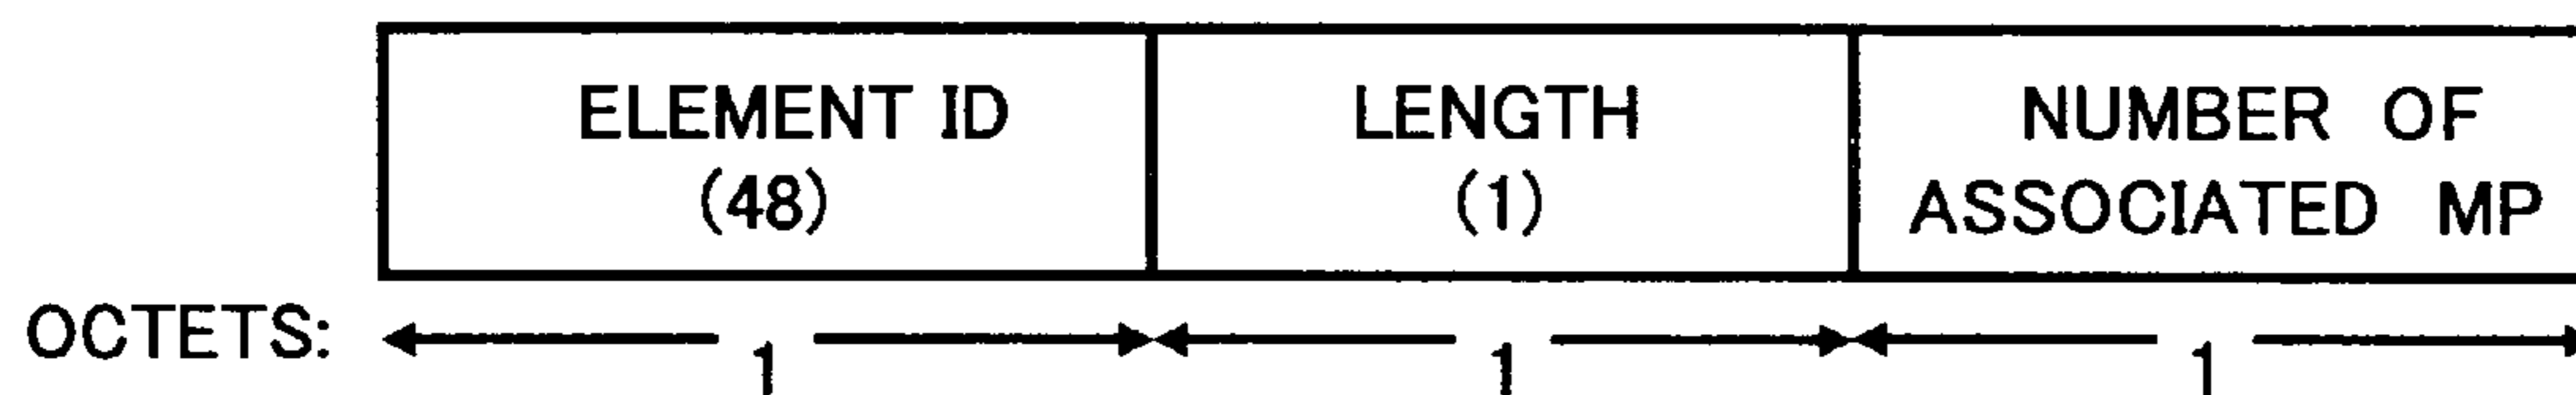 ELEMENT ID
(48)
LENGTH
(1)
NUMBER OF
ASSOCIATED MP
OCTETS: 1 1 1